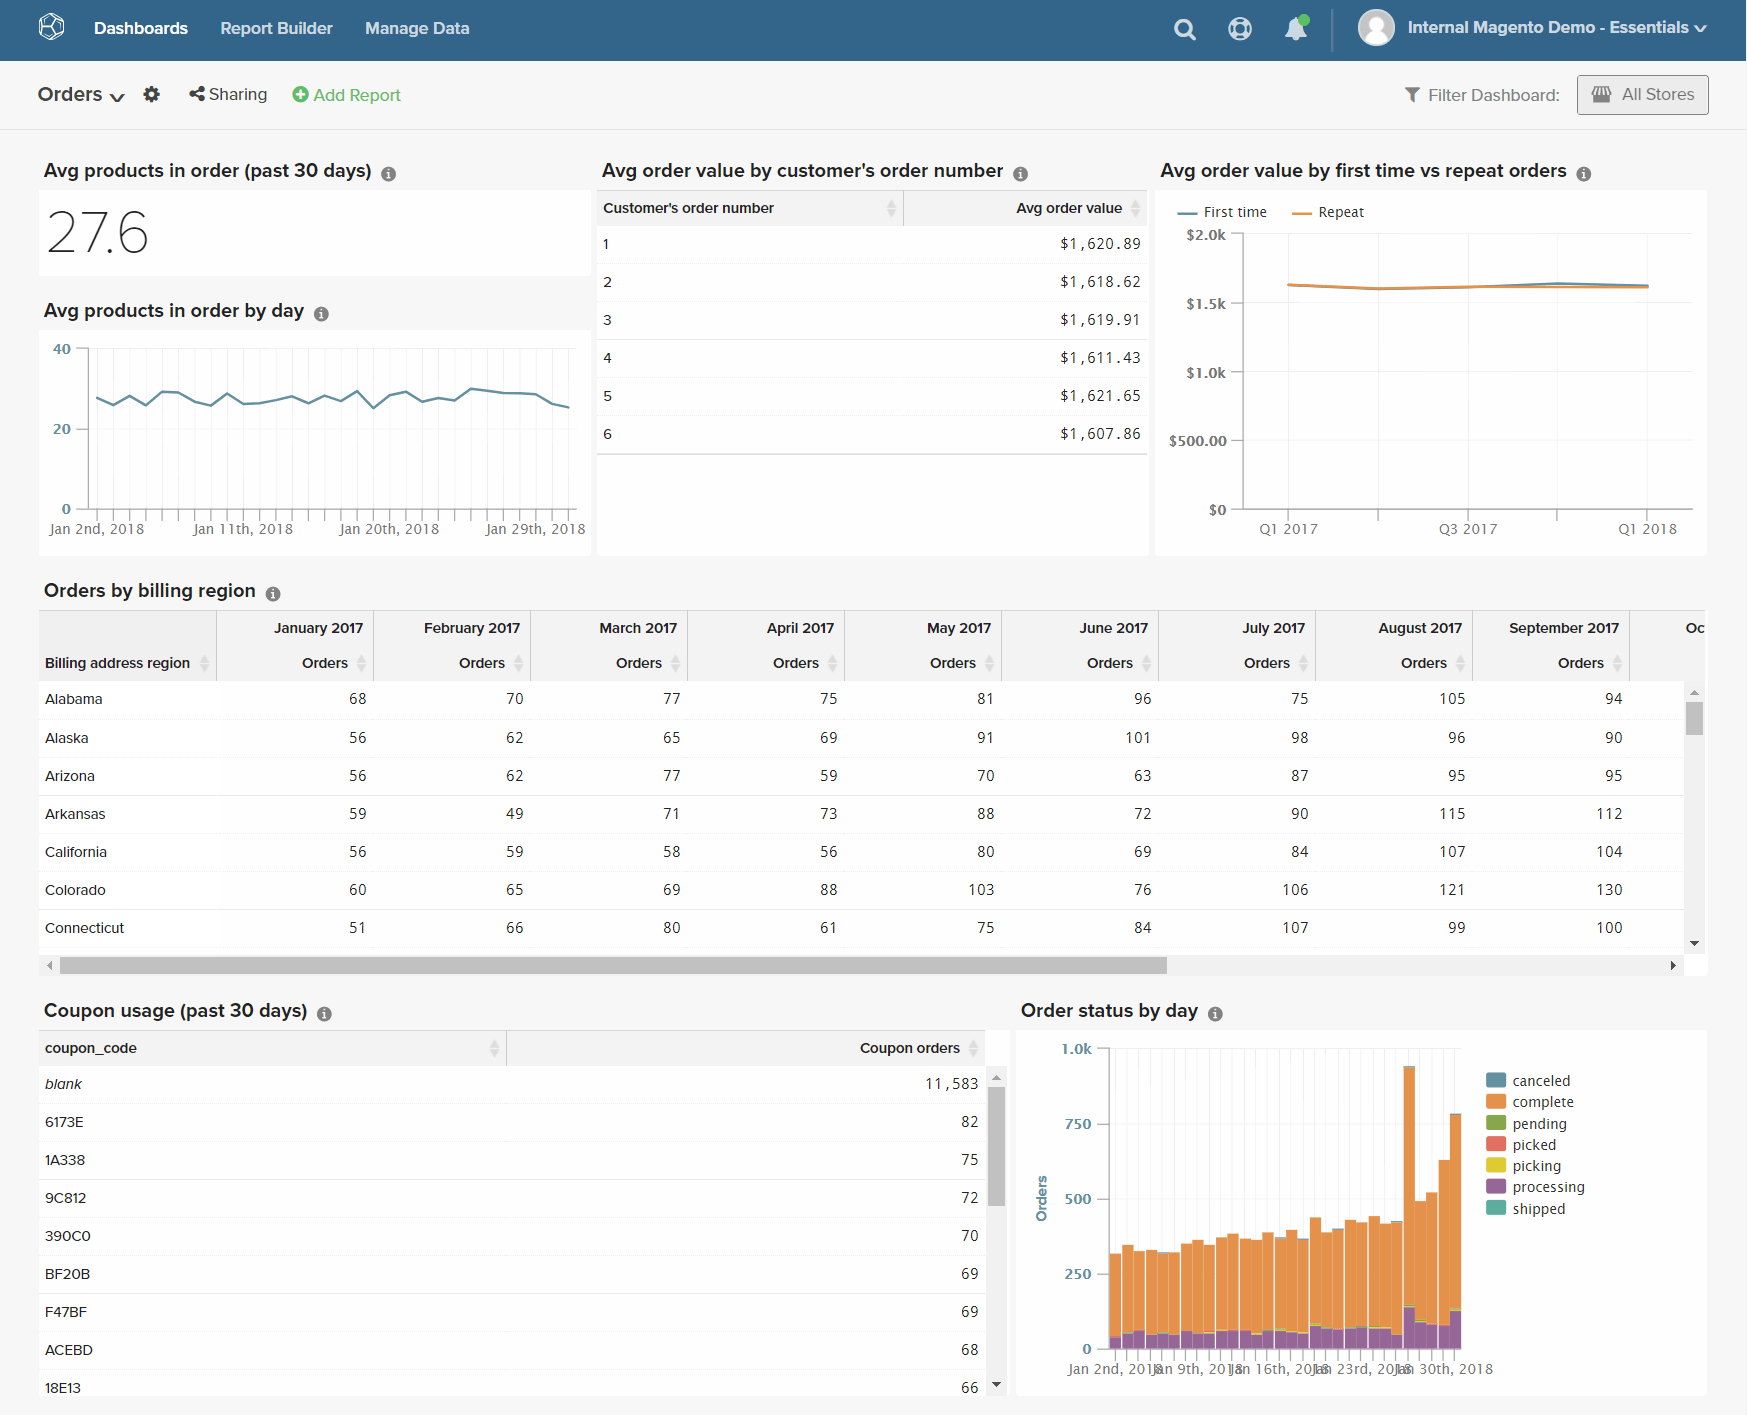 Dashboards Report Builder Manage Data Internal Magento Demo - Essentials
Orders Sharing Add Report Filter Dashboard: All Stores
Avg products in order (past 30 days)
27.6
Avg products in order by day
40
20
0
Jan 2nd, 2018 Jan 11th, 2018 Jan 20th, 2018 Jan 29th, 2018
Avg order value by customer's order number
Customer's order number Avg order value
1 $1,620.89
2 $1,618.62
3 $1,619.91
4 $1,611.43
5 $1,621.65
6 $1,607.86
Avg order value by first time vs repeat orders
First time Repeat
$2.0k
$1.5k
$1.0k
$500.00
$0
Q1 2017 Q3 2017 Q1 2018
Orders by billing region
January 2017 February 2017 March 2017 April 2017 May 2017 June 2017 July 2017 August 2017 September 2017 Oc
Billing address region Orders Orders Orders Orders Orders Orders Orders Orders Orders
Alabama 68 70 77 75 81 96 75 105 94
Alaska 56 62 65 69 91 101 98 96 90
Arizona 56 62 77 59 70 63 87 95 95
Arkansas 59 49 71 73 88 72 90 115 112
California 56 59 58 56 80 69 84 107 104
Colorado 60 65 69 88 103 76 106 121 130
Connecticut 51 66 80 61 75 84 107 99 100
Coupon usage (past 30 days)
coupon_code Coupon orders
blank 11,583
6173E 82
1A338 75
9C812 72
390C0 70
BF20B 69
F47BF 69
ACEBD 68
18E13 66
Order status by day
Orders
1.0k
750
500
250
0
Jan 2nd, 2018 Jan 9th, 2018 Jan 16th, 2018 Jan 23rd, 2018 Jan 30th, 2018
canceled
complete
pending
picked
picking
processing
shipped